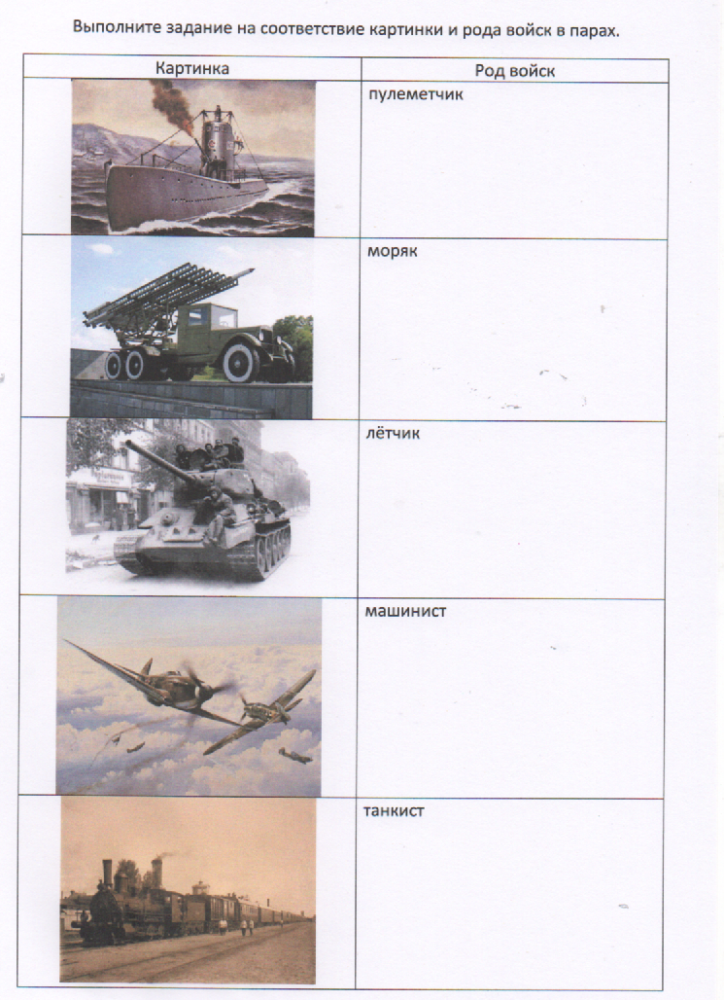 Выполните задание на соответствие картинки и рода войск в парах.
Картинка
Род войск
пулеметчик
моряк
лётчик
машинист
танкист